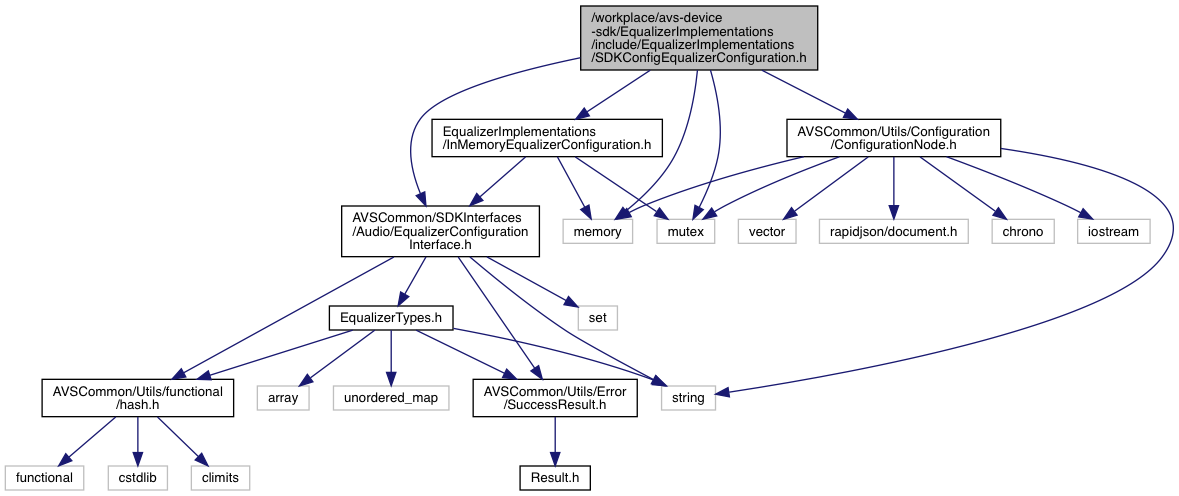 /workplace/avs-device
-sdk/EqualizerImplementations
/include/EqualizerImplementations
/SDKConfigEqualizerConfiguration.h
EqualizerImplementations
/InMemoryEqualizerConfiguration.h
AVSCommon/Utils/Configuration
/ConfigurationNode.h
AVSCommon/SDKInterfaces
/Audio/EqualizerConfiguration
Interface.h
memory
mutex
vector
rapidjson/document.h
chrono
iostream
EqualizerTypes.h
set
AVSCommon/Utils/functional
/hash.h
array
unordered_map
AVSCommon/Utils/Error
/SuccessResult.h
string
functional
cstdlib
climits
Result.h